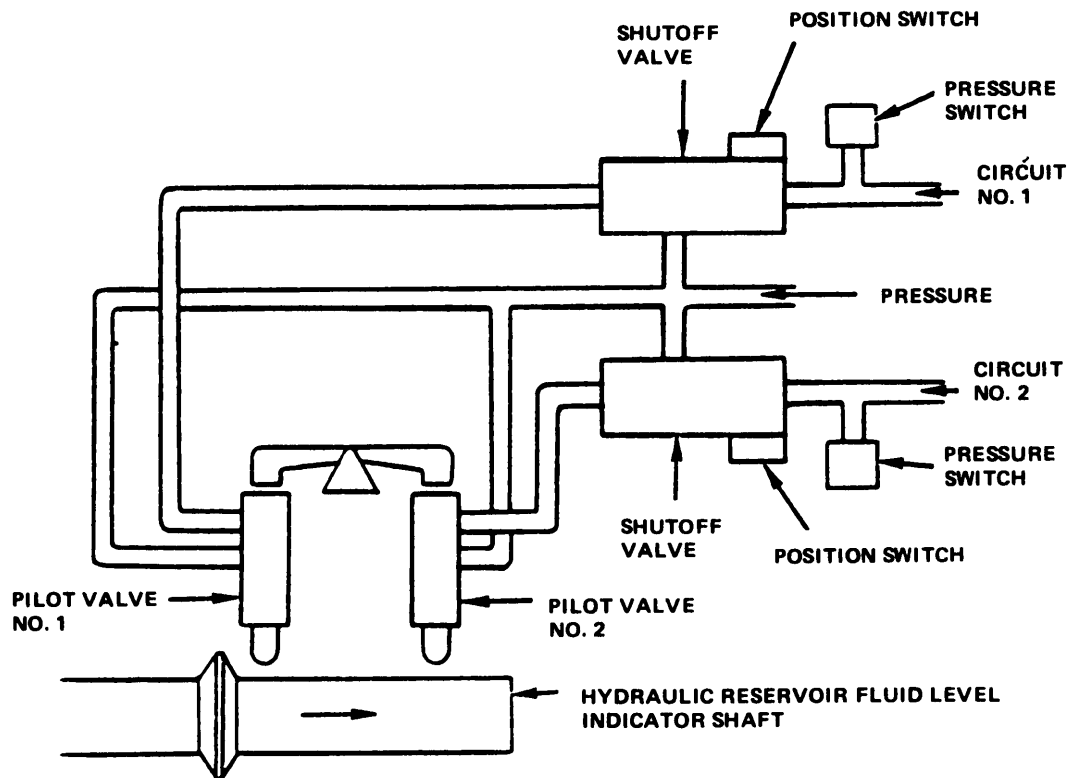 POSITION SWITCH
SHUTOFF
VALVE
PRESSURE
SWITCH
CIRCUIT
NO. 1
PRESSURE
CIRCUIT
NO. 2
PRESSURE
SWITCH
SHUTOFF
VALVE
POSITION SWITCH
PILOT VALVE
NO. 1
PILOT VALVE
NO. 2
HYDRAULIC RESERVOIR FLUID LEVEL
INDICATOR SHAFT